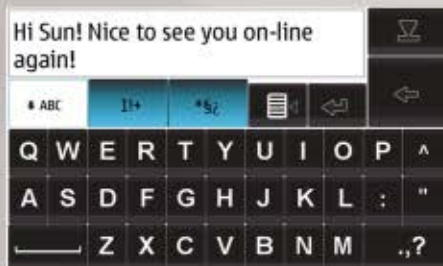 Hi Sun! Nice to see you on-line
again!
ABC 1!+ *§¿
Q W E R T Y U I O P ^
A S D F G H J K L : "
Z X C V B N M .,?